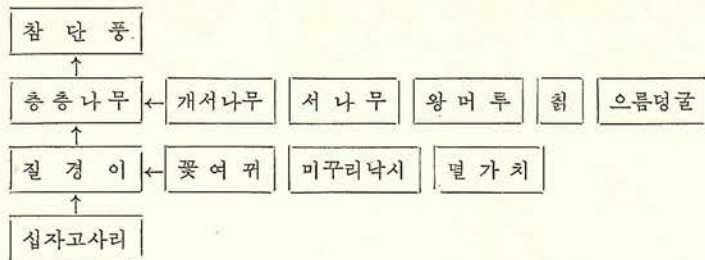 참 단 풍
↑
층층나무 ← 개서나무 서 나 무 왕 머 루 칡 으름덩굴
↑
질 경 이 ← 꽃 여 뀌 미꾸리낚시 멸 가 치
↑
십자고사리